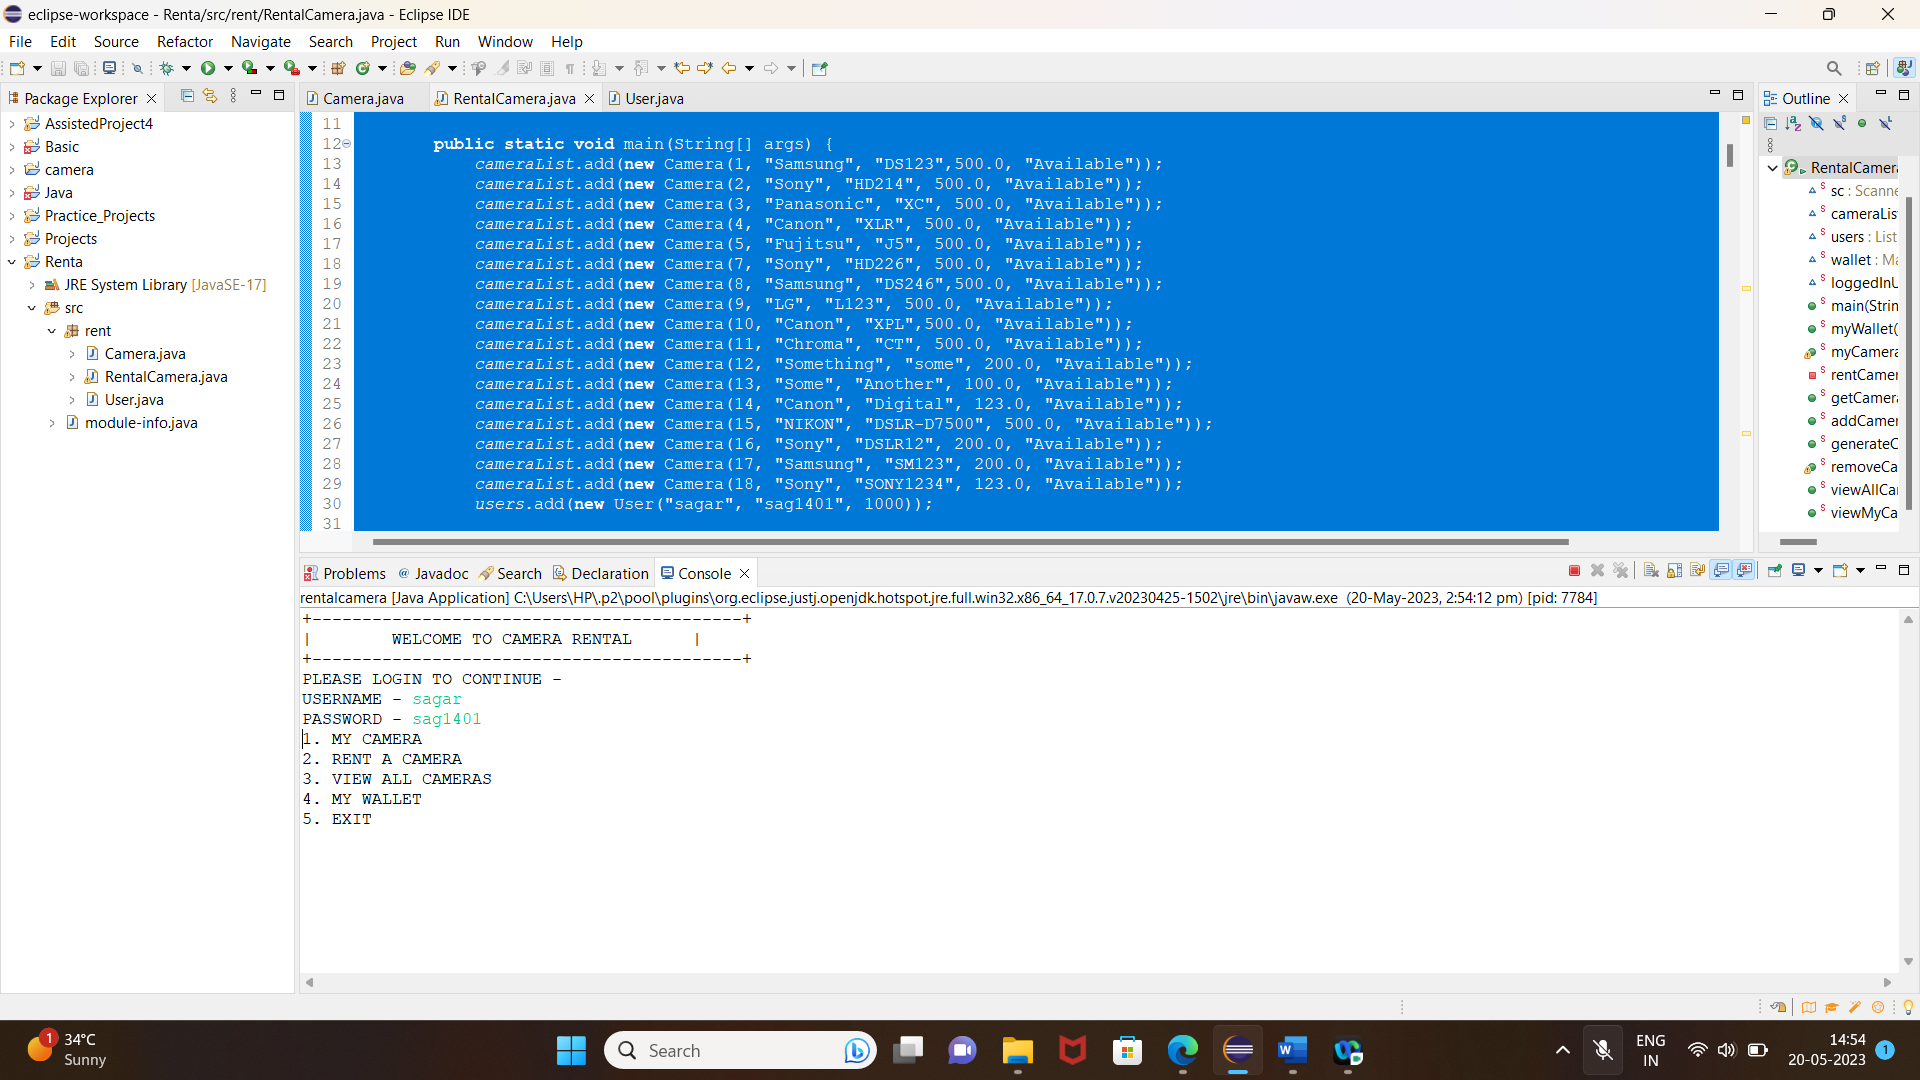 eclipse-workspace - Renta/src/rent/RentalCamera.java - Eclipse IDE
File Edit Source Refactor Navigate Search Project Run Window Help
Package Explorer
AssistedProject4
Basic
camera
Java
Practice_Projects
Projects
Renta
JRE System Library [JavaSE-17]
src
rent
Camera.java
RentalCamera.java
User.java
module-info.java
Camera.java RentalCamera.java User.java
11
12 public static void main(String[] args) {
13 cameraList.add(new Camera(1, "Samsung", "DS123",500.0, "Available"));
14 cameraList.add(new Camera(2, "Sony", "HD214", 500.0, "Available"));
15 cameraList.add(new Camera(3, "Panasonic", "XC", 500.0, "Available"));
16 cameraList.add(new Camera(4, "Canon", "XLR", 500.0, "Available"));
17 cameraList.add(new Camera(5, "Fujitsu", "J5", 500.0, "Available"));
18 cameraList.add(new Camera(7, "Sony", "HD226", 500.0, "Available"));
19 cameraList.add(new Camera(8, "Samsung", "DS246",500.0, "Available"));
20 cameraList.add(new Camera(9, "LG", "L123", 500.0, "Available"));
21 cameraList.add(new Camera(10, "Canon", "XPL",500.0, "Available"));
22 cameraList.add(new Camera(11, "Chroma", "CT", 500.0, "Available"));
23 cameraList.add(new Camera(12, "Something", "some", 200.0, "Available"));
24 cameraList.add(new Camera(13, "Some", "Another", 100.0, "Available"));
25 cameraList.add(new Camera(14, "Canon", "Digital", 123.0, "Available"));
26 cameraList.add(new Camera(15, "NIKON", "DSLR-D7500", 500.0, "Available"));
27 cameraList.add(new Camera(16, "Sony", "DSLR12", 200.0, "Available"));
28 cameraList.add(new Camera(17, "Samsung", "SM123", 200.0, "Available"));
29 cameraList.add(new Camera(18, "Sony", "SONY1234", 123.0, "Available"));
30 users.add(new User("sagar", "sag1401", 1000));
31
Outline
RentalCamera
sc : Scanne
cameraLis
users : List
wallet : Ma
loggedInU
main(Strin
myWallet(
myCamera
rentCamer
getCamera
addCamer
generateC
removeCa
viewAllCa
viewMyCa
Problems @ Javadoc Search Declaration Console
rentalcamera [Java Application] C:\Users\HP\.p2\pool\plugins\org.eclipse.justj.openjdk.hotspot.jre.full.win32.x86_64_17.0.7.v20230425-1502\jre\bin\javaw.exe (20-May-2023, 2:54:12 pm) [pid: 7784]
+-------------------------------------------+
| WELCOME TO CAMERA RENTAL |
+-------------------------------------------+
PLEASE LOGIN TO CONTINUE -
USERNAME - sagar
PASSWORD - sag1401
1. MY CAMERA
2. RENT A CAMERA
3. VIEW ALL CAMERAS
4. MY WALLET
5. EXIT
1
34°C
Sunny
Search
ENG
IN
14:54
20-05-2023
1